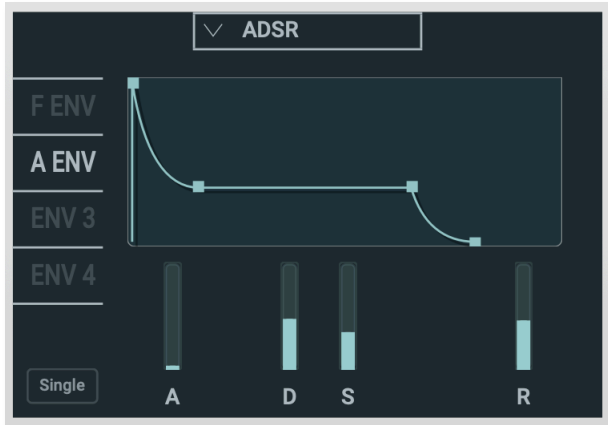 ADSR
F ENV
A ENV
ENV 3
ENV 4
Single
A D S R